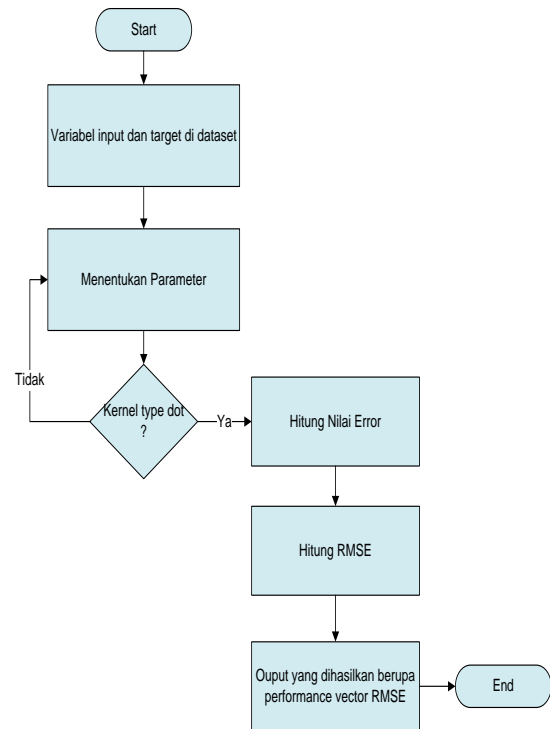 Start
Variabel input dan target di dataset
Menentukan Parameter
Tidak
Kernel type dot
?
Ya
Hitung Nilai Error
Hitung RMSE
Ouput yang dihasilkan berupa
performance vector RMSE
End